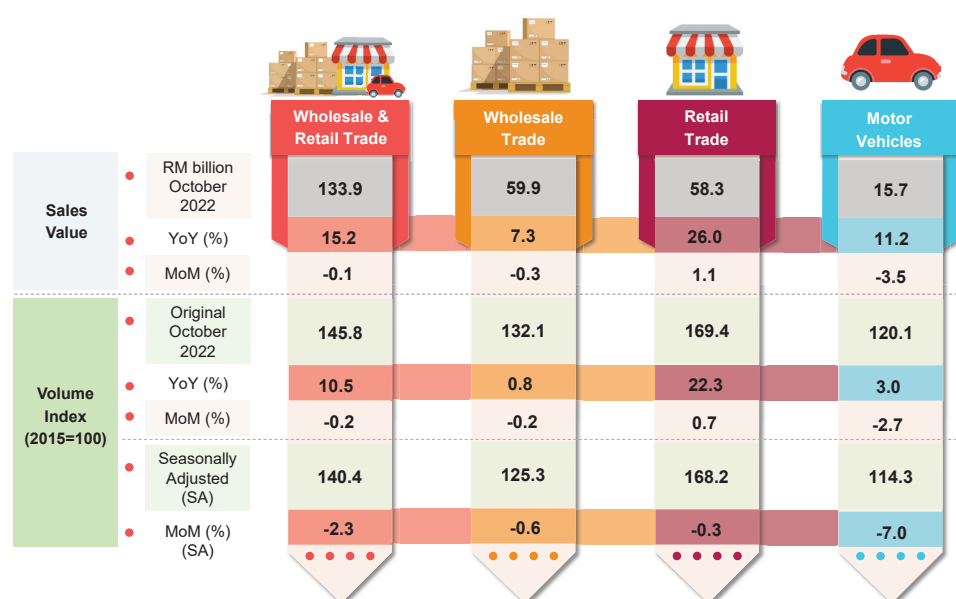 Wholesale &
Retail Trade
Wholesale
Trade
Retail
Trade
Motor
Vehicles
Sales
Value
RM billion
October
2022
133.9
59.9
58.3
15.7
YoY (%)
15.2
7.3
26.0
11.2
MoM (%)
-0.1
-0.3
1.1
-3.5
Volume
Index
(2015=100)
Original
October
2022
145.8
132.1
169.4
120.1
YoY (%)
10.5
0.8
22.3
3.0
MoM (%)
-0.2
-0.2
0.7
-2.7
Seasonally
Adjusted
(SA)
140.4
125.3
168.2
114.3
MoM (%)
(SA)
-2.3
-0.6
-0.3
-7.0